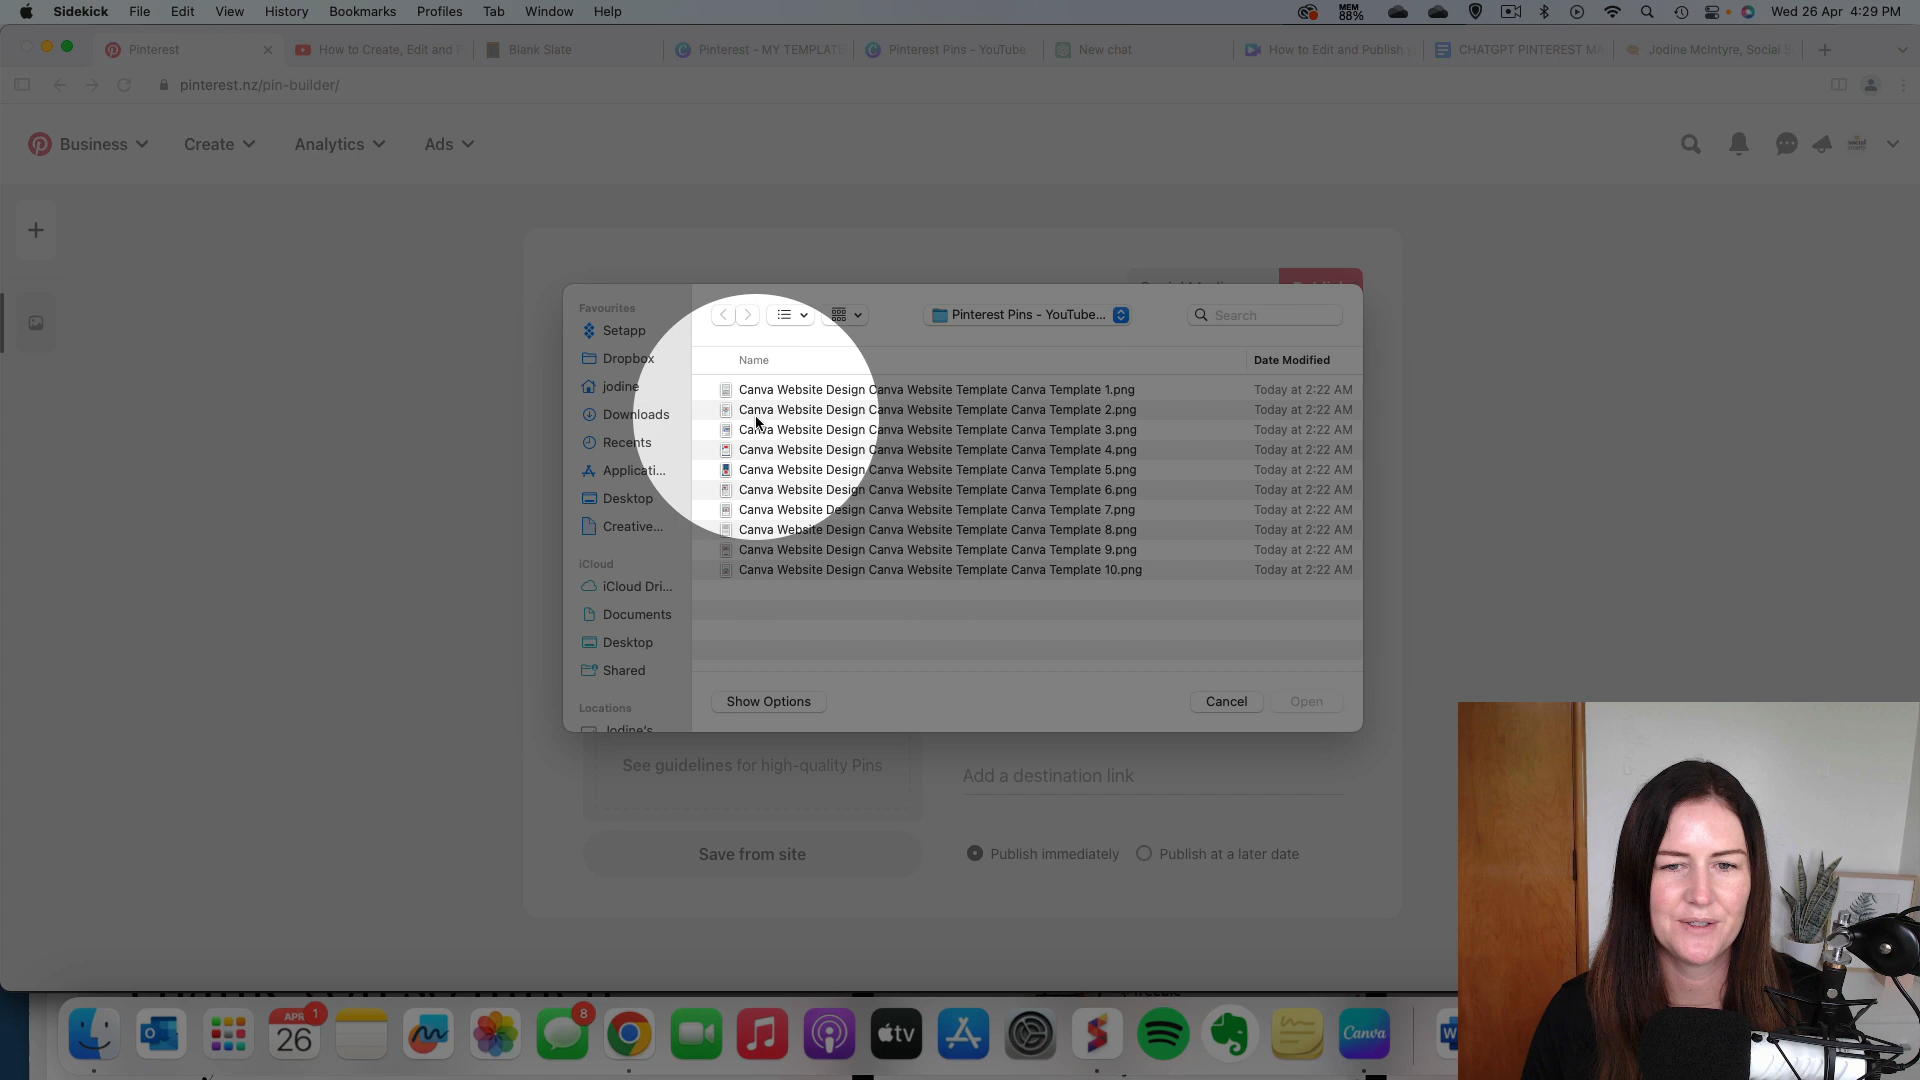 Sidekick File Edit View History Bookmarks Profiles Tab Window Help
MEM 88%
Wed 26 Apr 4:29 PM
Pinterest
How to Create, Edit and P
Blank Slate
Pinterest - MY TEMPLATE
Pinterest Pins - YouTube
New chat
How to Edit and Publish
CHATGPT PINTEREST MA
Jodine McIntyre, Social S
pinterest.nz/pin-builder/
Business Create Analytics Ads
Favourites
Setapp
Dropbox
jodine
Downloads
Recents
Applicati...
Desktop
Creative...
iCloud
iCloud Dri...
Documents
Desktop
Shared
Locations
Jodine's
Pinterest Pins - YouTube...
Search
Name Date Modified
Canva Website Design Canva Website Template Canva Template 1.png Today at 2:22 AM
Canva Website Design Canva Website Template Canva Template 2.png Today at 2:22 AM
Canva Website Design Canva Website Template Canva Template 3.png Today at 2:22 AM
Canva Website Design Canva Website Template Canva Template 4.png Today at 2:22 AM
Canva Website Design Canva Website Template Canva Template 5.png Today at 2:22 AM
Canva Website Design Canva Website Template Canva Template 6.png Today at 2:22 AM
Canva Website Design Canva Website Template Canva Template 7.png Today at 2:22 AM
Canva Website Design Canva Website Template Canva Template 8.png Today at 2:22 AM
Canva Website Design Canva Website Template Canva Template 9.png Today at 2:22 AM
Canva Website Design Canva Website Template Canva Template 10.png Today at 2:22 AM
Show Options Cancel Open
See guidelines for high-quality Pins
Add a destination link
Save from site
Publish immediately Publish at a later date
APR 1
26
8
tv
Canva
W